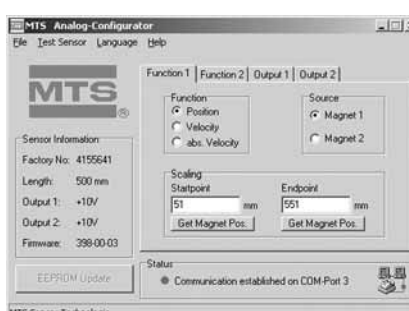 MTS Analog-Configurator
File Test Sensor Language Help
MTS
®
Sensor Information
Factory No: 4155641
Length: 500 mm
Output 1: +10V
Output 2: +10V
Firmware: 398-00-03
EEPROM Update
Function 1 Function 2 Output 1 Output 2
Function
Position
Velocity
abs. Velocity
Source
Magnet 1
Magnet 2
Scaling
Startpoint
51 mm
Get Magnet Pos.
Endpoint
551 mm
Get Magnet Pos.
Status
Communication established on COM-Port 3